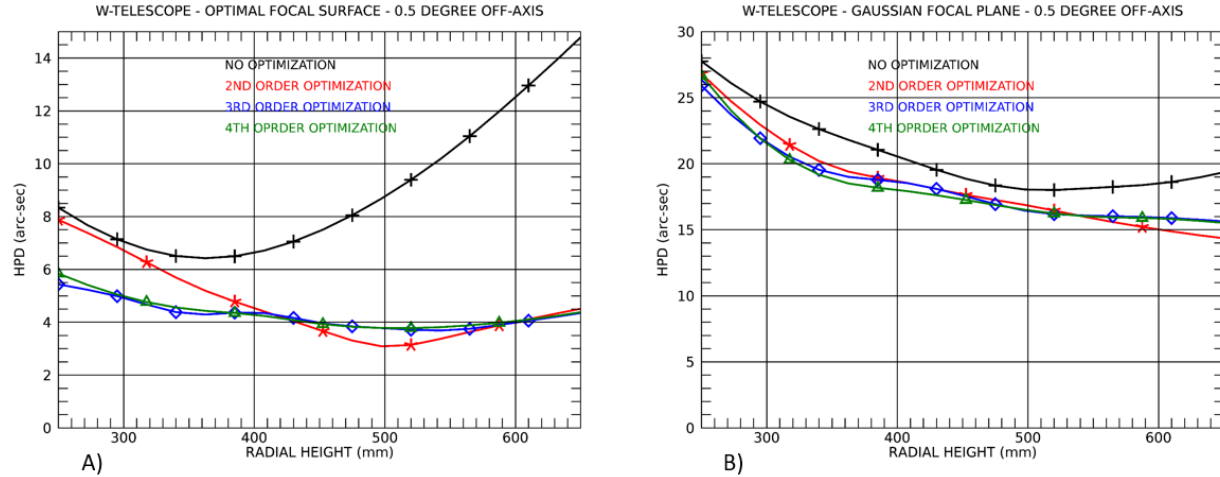 W-TELESCOPE - OPTIMAL FOCAL SURFACE - 0.5 DEGREE OFF-AXIS
14
12
10
8
6
4
2
0
HPD (arc-sec)
NO OPTIMIZATION
2ND ORDER OPTIMIZATION
3RD ORDER OPTIMIZATION
4TH OPRDER OPTIMIZATION
300 400 500 600
RADIAL HEIGHT (mm)
A)
W-TELESCOPE - GAUSSIAN FOCAL PLANE - 0.5 DEGREE OFF-AXIS
30
25
20
15
10
5
0
HPD (arc-sec)
NO OPTIMIZATION
2ND ORDER OPTIMIZATION
3RD ORDER OPTIMIZATION
4TH OPRDER OPTIMIZATION
300 400 500 600
RADIAL HEIGHT (mm)
B)